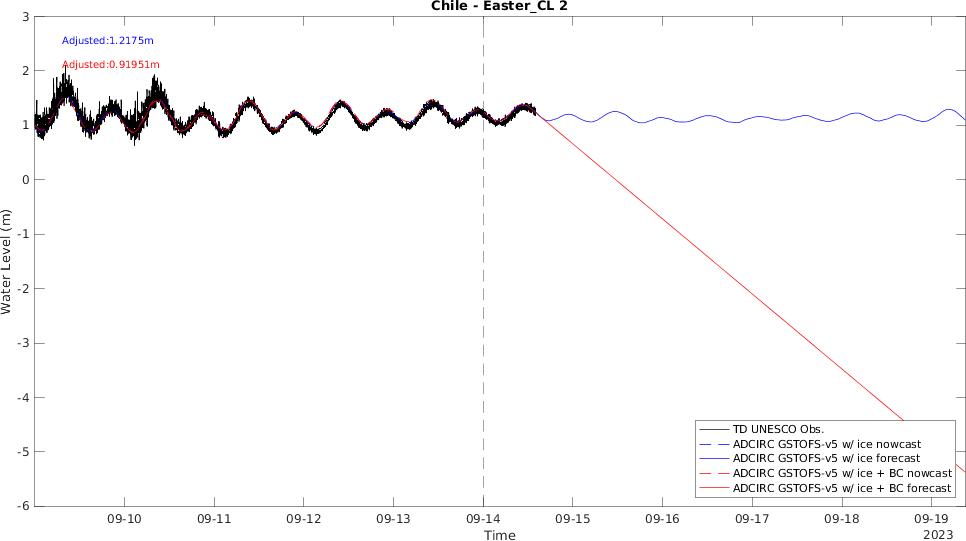 Chile - Easter_CL 2
Adjusted:1.2175m
Adjusted:0.91951m
3
2
1
0
-1
-2
-3
-4
-5
-6
Water Level (m)
TD UNESCO Obs.
ADCIRC GSTOFS-v5 w/ ice nowcast
ADCIRC GSTOFS-v5 w/ ice forecast
ADCIRC GSTOFS-v5 w/ ice + BC nowcast
ADCIRC GSTOFS-v5 w/ ice + BC forecast
09-10 09-11 09-12 09-13 09-14 09-15 09-16 09-17 09-18 09-19
Time
2023